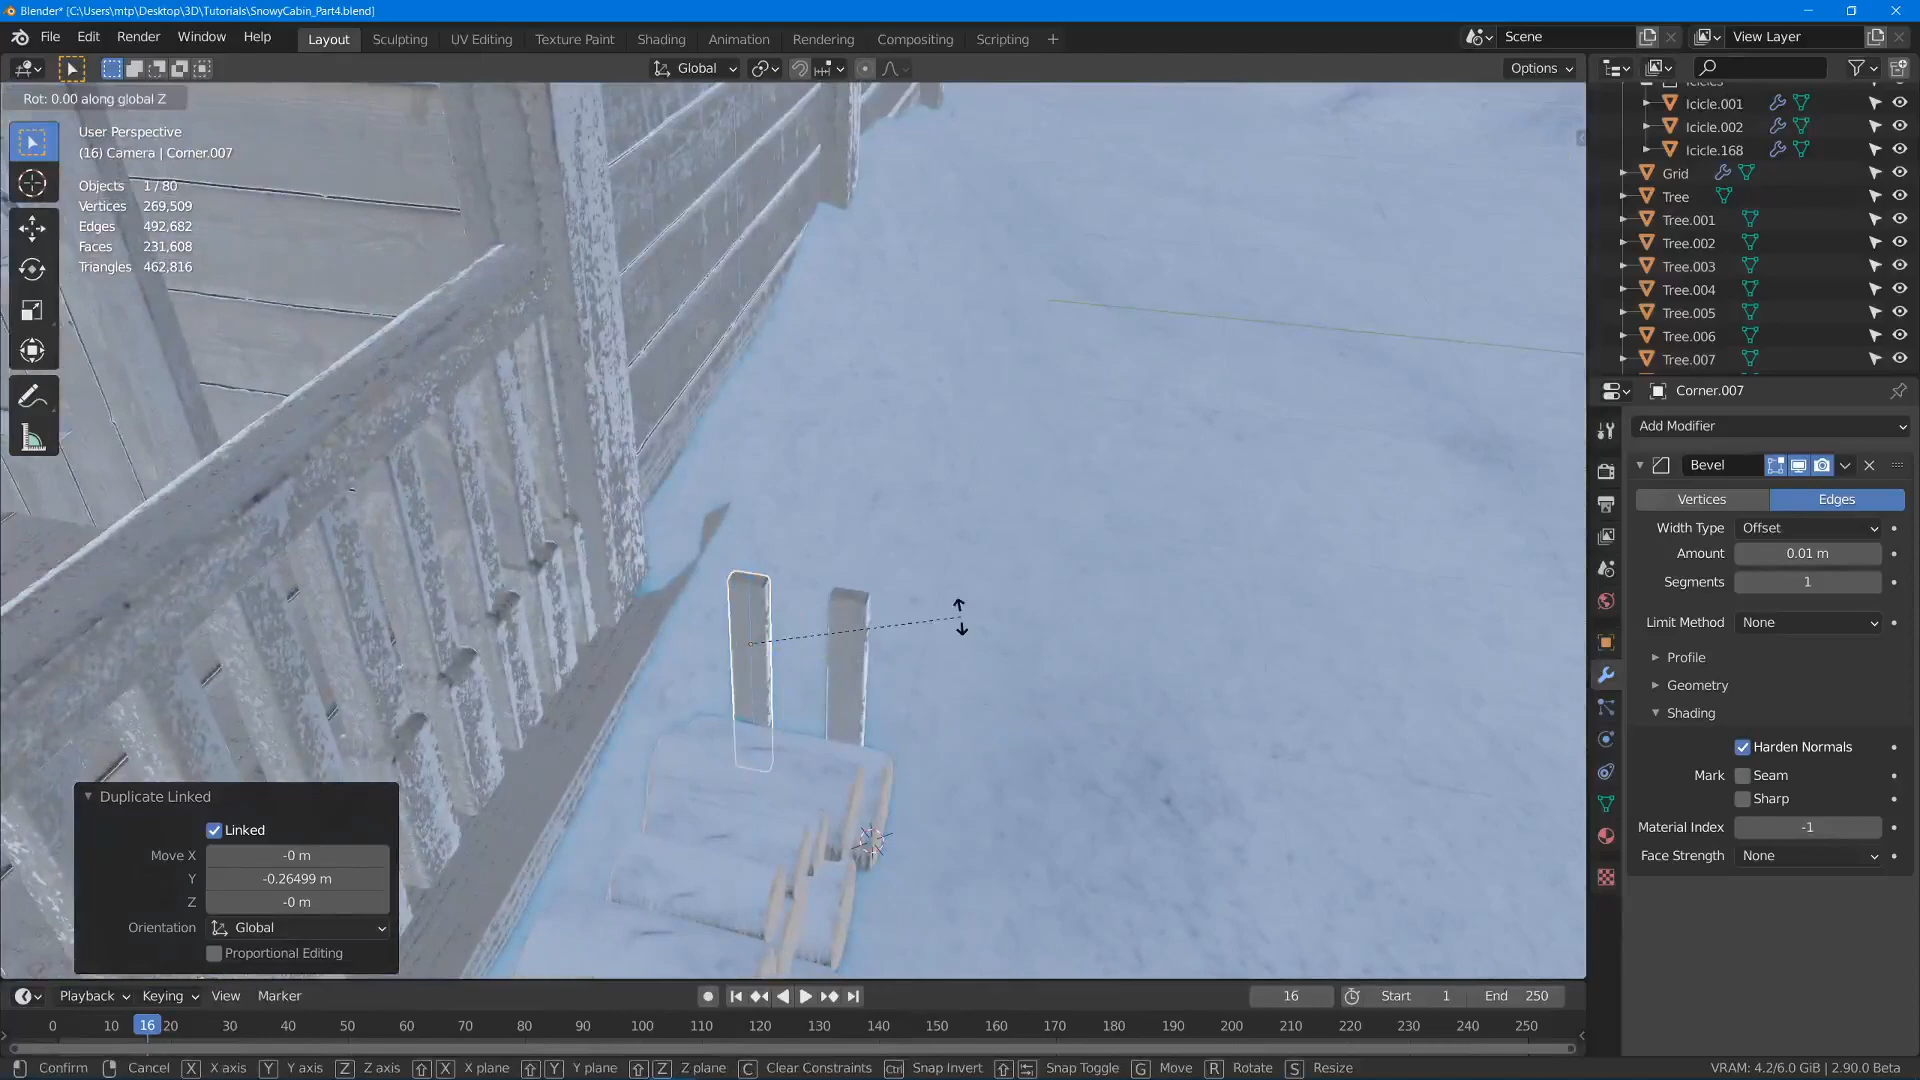 Blender* [C:\Users\mtp\Desktop\3D\Tutorials\SnowyCabin_Part4.blend]
File Edit Render Window Help Layout Sculpting UV Editing Texture Paint Shading Animation Rendering Compositing Scripting + Scene View Layer
Global Options
Rot: 0.00 along global Z
User Perspective
(16) Camera | Corner.007
Objects 1 / 80
Vertices 269,509
Edges 492,682
Faces 231,608
Triangles 462,816
Icicles
Icicle.001
Icicle.002
Icicle.168
Grid
Tree
Tree.001
Tree.002
Tree.003
Tree.004
Tree.005
Tree.006
Tree.007
Corner.007
Add Modifier
Bevel
Vertices Edges
Width Type Offset
Amount 0.01 m
Segments 1
Limit Method None
Profile
Geometry
Shading
Harden Normals
Mark Seam
Sharp
Material Index -1
Face Strength None
Duplicate Linked
Linked
Move X -0 m
Y -0.26499 m
Z -0 m
Orientation Global
Proportional Editing
Playback Keying View Marker 16 Start 1 End 250
0 10 16 20 30 40 50 60 70 80 90 100 110 120 130 140 150 160 170 180 190 200 210 220 230 240 250
Confirm Cancel X X axis Y Y axis Z Z axis X X plane Y Y plane Z Z plane C Clear Constraints Ctrl Snap Invert Snap Toggle G Move R Rotate S Resize VRAM: 4.2/6.0 GiB | 2.90.0 Beta